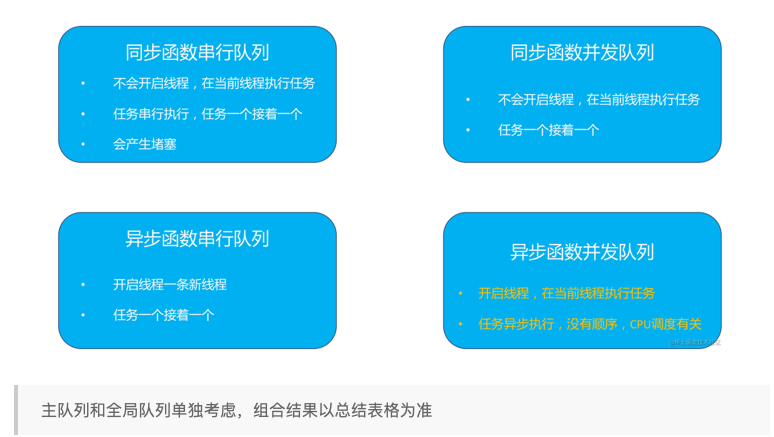 同步函数串行队列
• 不会开启线程，在当前线程执行任务
• 任务串行执行，任务一个接着一个
• 会产生堵塞
同步函数并发队列
• 不会开启线程，在当前线程执行任务
• 任务一个接着一个
异步函数串行队列
• 开启线程一条新线程
• 任务一个接着一个
异步函数并发队列
• 开启线程，在当前线程执行任务
• 任务异步执行，没有顺序，CPU调度有关
主队列和全局队列单独考虑，组合结果以总结表格为准